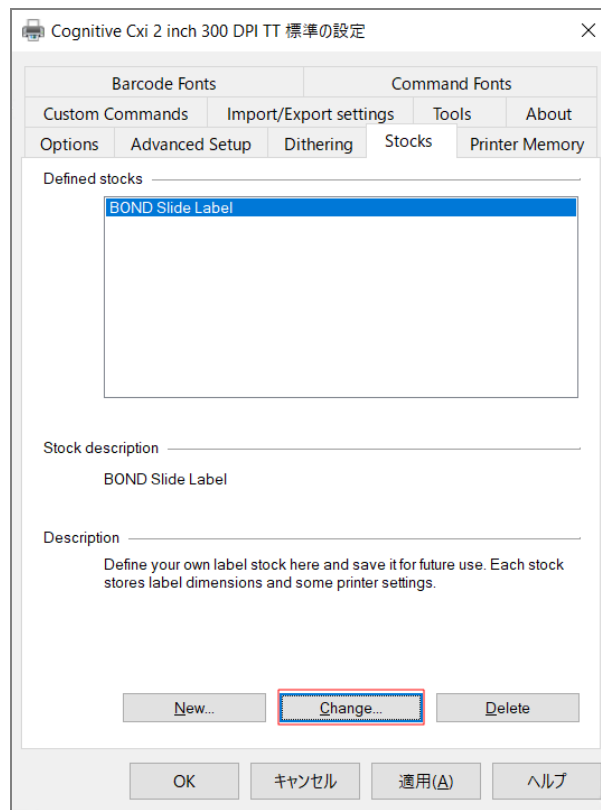 Cognitive Cxi 2 inch 300 DPI TT 標準の設定
Barcode Fonts Command Fonts
Custom Commands Import/Export settings Tools About
Options Advanced Setup Dithering Stocks Printer Memory
Defined stocks
BOND Slide Label
Stock description
BOND Slide Label
Description
Define your own label stock here and save it for future use. Each stock
stores label dimensions and some printer settings.
New... Change... Delete
OK キャンセル 適用(A) ヘルプ